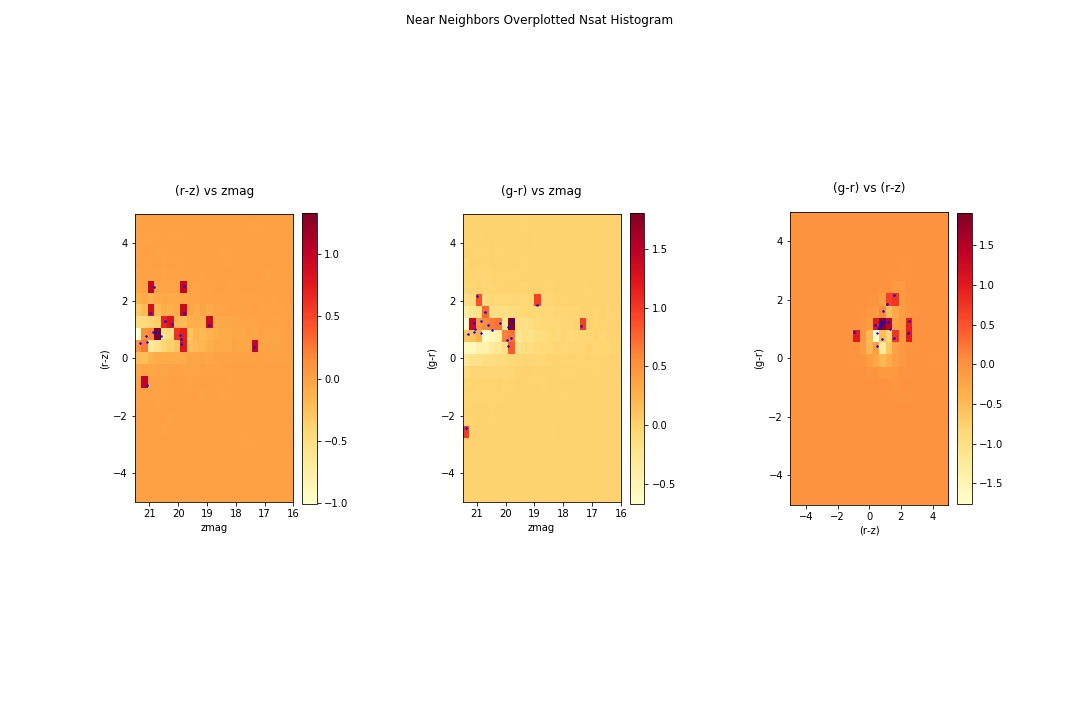 Near Neighbors Overplotted Nsat Histogram
(r-z) vs zmag
4
2
0
−2
−4
(r-z)
21 20 19 18 17 16
zmag
1.0
0.5
0.0
−0.5
−1.0
(g-r) vs zmag
4
2
0
−2
−4
(g-r)
21 20 19 18 17 16
zmag
1.5
1.0
0.5
0.0
−0.5
(g-r) vs (r-z)
4
2
0
−2
−4
(g-r)
−4 −2 0 2 4
(r-z)
1.5
1.0
0.5
0.0
−0.5
−1.0
−1.5